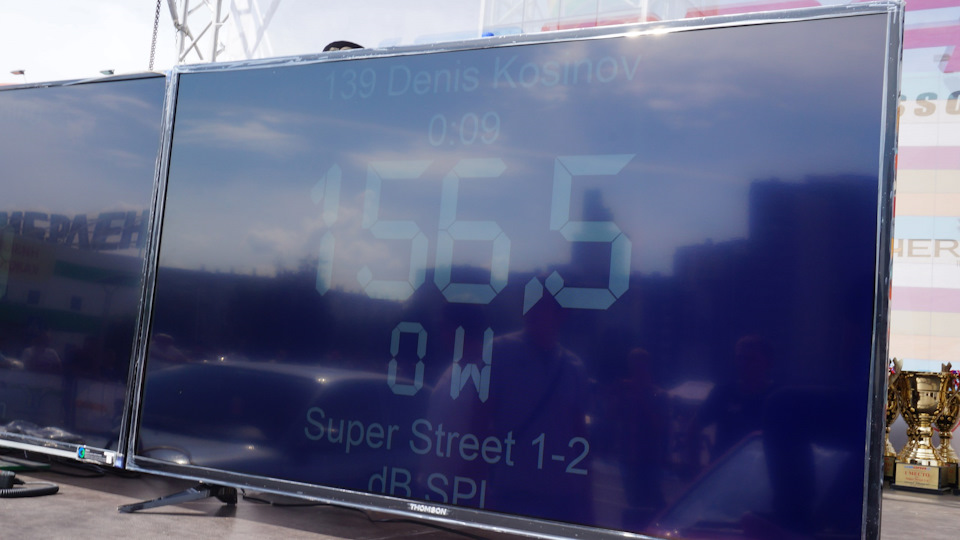 139 Denis Kosinov
0:09
156,5
0 W
Super Street 1-2
dB SPL
THOMSON